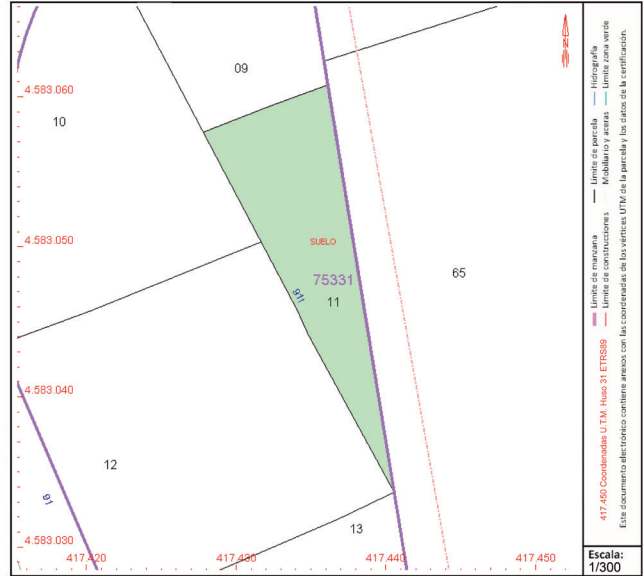 09
4.583.060
10
4.583.050
SUELO
75331
65
91I
11
4.583.040
12
91
13
4.583.030
417.420
417.430
417.440
417.450
N
417.450 Coordenadas U.T.M. Huso 31 ETRS89
Límite de manzana
Límite de parcela
Hidrografía
Límite de construcciones
Mobiliario y aceras
Límite zona verde
Este documento electrónico contiene anexos con las coordenadas de los vértices UTM de la parcela y los datos de la certificación.
Escala:
1/300